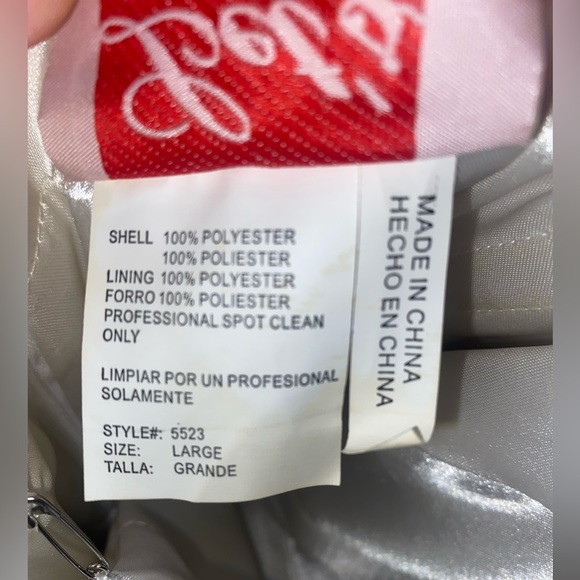 Let's
SHELL 100% POLYESTER
100% POLIESTER
LINING 100% POLYESTER
FORRO 100% POLIESTER
PROFESSIONAL SPOT CLEAN
ONLY
LIMPIAR POR UN PROFESIONAL
SOLAMENTE
STYLE#: 5523
SIZE: LARGE
TALLA: GRANDE
MADE IN CHINA
HECHO EN CHINA